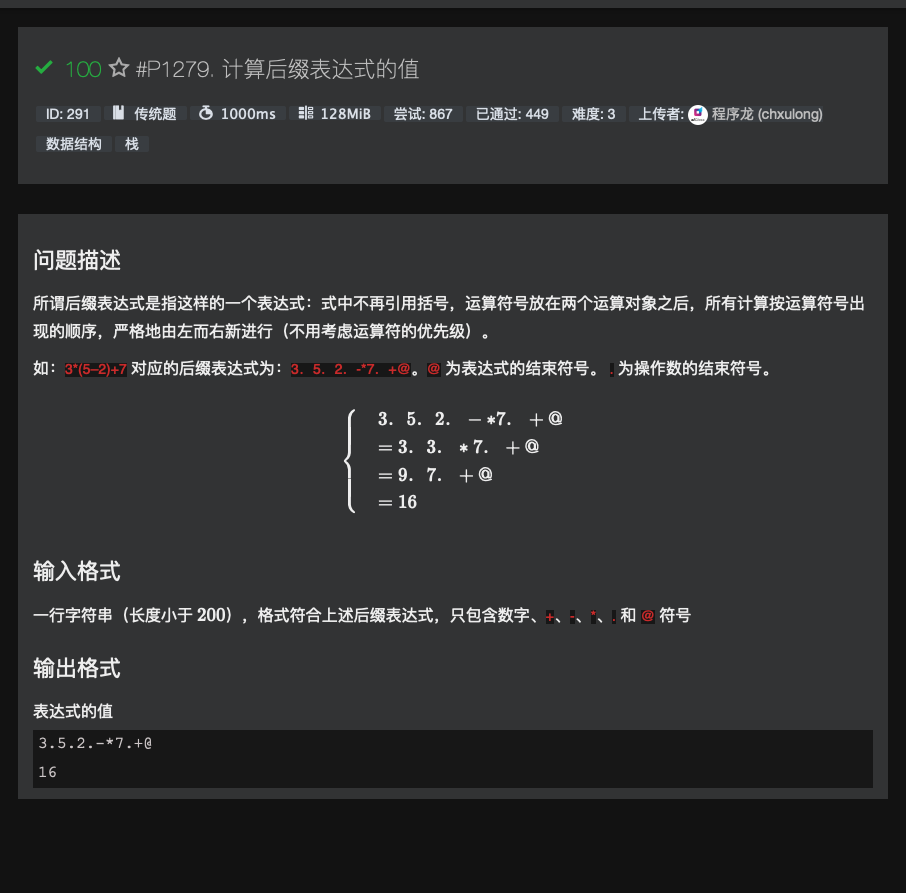 100 #P1279. 计算后缀表达式的值
ID: 291 传统题 1000ms 128MiB 尝试: 867 已通过: 449 难度: 3 上传者: 程序龙 (chxulong)
数据结构 栈
问题描述
所谓后缀表达式是指这样的一个表达式：式中不再引用括号，运算符号放在两个运算对象之后，所有计算按运算符号出
现的顺序，严格地由左而右新进行（不用考虑运算符的优先级）。
如：3*(5–2)+7 对应的后缀表达式为：3. 5. 2. -*7. +@。@ 为表达式的结束符号。. 为操作数的结束符号。
3. 5. 2. −*7. +@
= 3. 3. *7. +@
= 9. 7. +@
= 16
输入格式
一行字符串（长度小于 200），格式符合上述后缀表达式，只包含数字、+、-、*、. 和 @ 符号
输出格式
表达式的值
3.5.2.-*7.+@
16